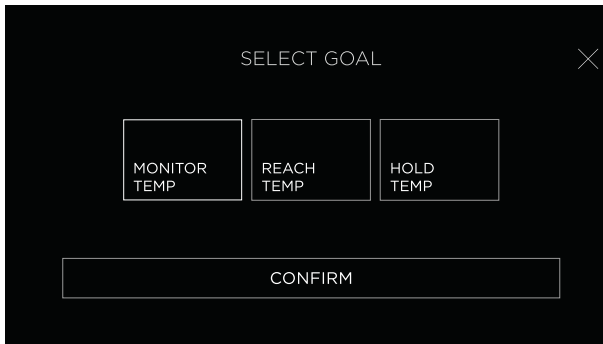 SELECT GOAL
MONITOR
TEMP
REACH
TEMP
HOLD
TEMP
CONFIRM